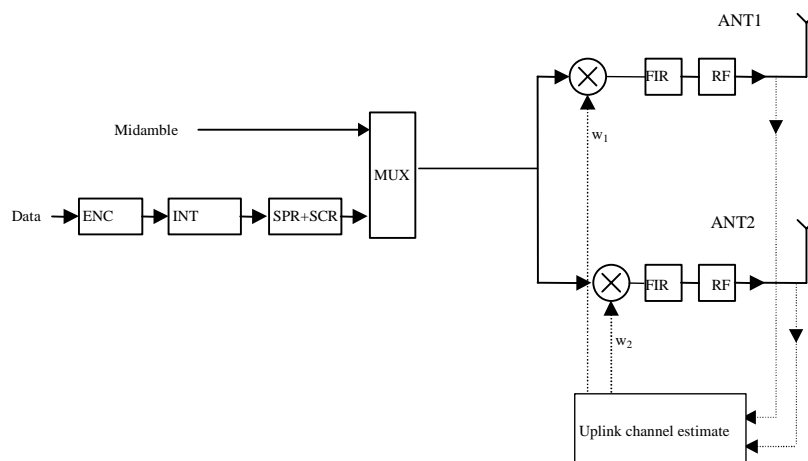 ANT1
FIR
RF
Midamble
w1
MUX
Data
ENC
INT
SPR+SCR
ANT2
FIR
RF
w2
Uplink channel estimate